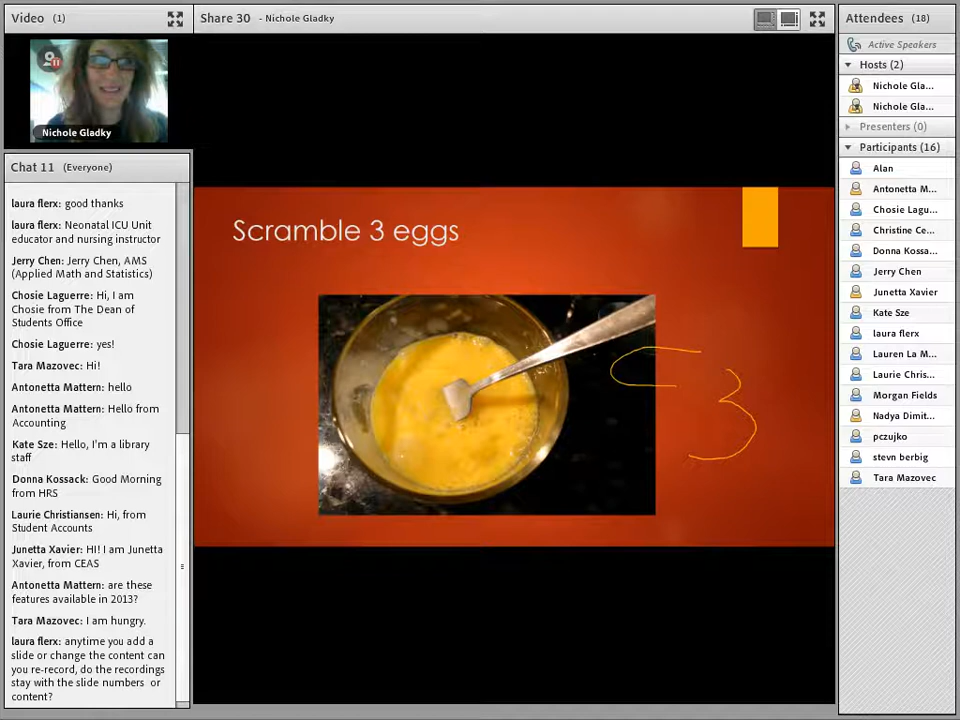 Video (1)
Nichole Gladky
Chat 11 (Everyone)
laura flerx: good thanks
laura flerx: Neonatal ICU Unit
educator and nursing instructor
Jerry Chen: Jerry Chen, AMS
(Applied Math and Statistics)
Chosie Laguerre: Hi, I am
Chosie from The Dean of
Students Office
Chosie Laguerre: yes!
Tara Mazovec: Hi!
Antonetta Mattern: hello
Antonetta Mattern: Hello from
Accounting
Kate Sze: Hello, I'm a library
staff
Donna Kossack: Good Morning
from HRS
Laurie Christiansen: Hi, from
Student Accounts
Junetta Xavier: HI! I am Junetta
Xavier, from CEAS
Antonetta Mattern: are these
features available in 2013?
Tara Mazovec: I am hungry.
laura flerx: anytime you add a
slide or change the content can
you re-record, do the recordings
stay with the slide numbers or
content?
Share 30 - Nichole Gladky
Scramble 3 eggs
3
Attendees (18)
Active Speakers
Hosts (2)
Nichole Gla...
Nichole Gla...
Presenters (0)
Participants (16)
Alan
Antonetta M...
Chosie Lagu...
Christine Ce...
Donna Kossa...
Jerry Chen
Junetta Xavier
Kate Sze
laura flerx
Lauren La M...
Laurie Chris...
Morgan Fields
Nadya Dimit...
pczujko
stevn berbig
Tara Mazovec